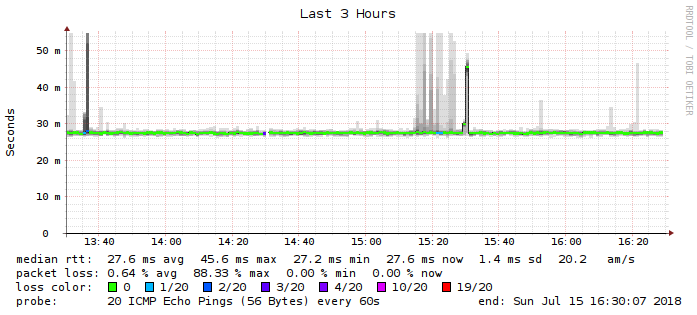 Last 3 Hours
RRDTOOL / TOBI OETIKER
Seconds
50 m
40 m
30 m
20 m
10 m
0
13:40 14:00 14:20 14:40 15:00 15:20 15:40 16:00 16:20
median rtt: 27.6 ms avg 45.6 ms max 27.2 ms min 27.6 ms now 1.4 ms sd 20.2 am/s
packet loss: 0.64 % avg 88.33 % max 0.00 % min 0.00 % now
loss color: 0 1/20 2/20 3/20 4/20 10/20 19/20
probe: 20 ICMP Echo Pings (56 Bytes) every 60s end: Sun Jul 15 16:30:07 2018